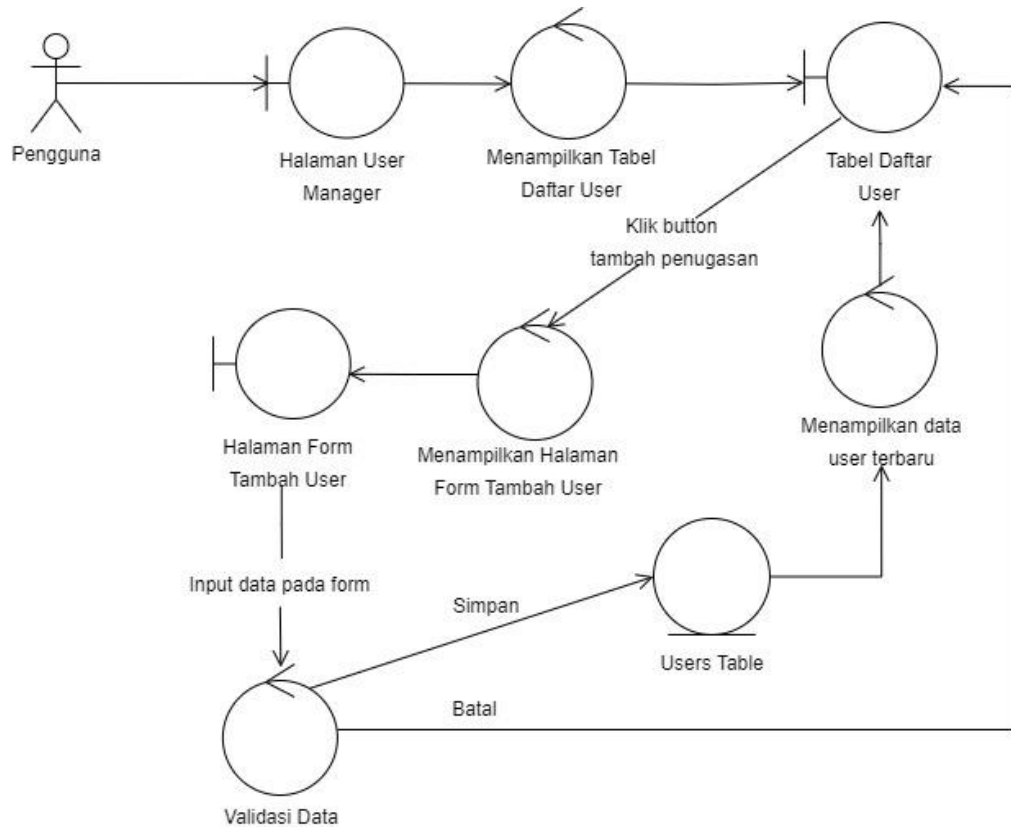 Pengguna
Halaman User
Manager
Menampilkan Tabel
Daftar User
Tabel Daftar
User
Klik button
tambah penugasan
Halaman Form
Tambah User
Menampilkan Halaman
Form Tambah User
Menampilkan data
user terbaru
Input data pada form
Simpan
Users Table
Batal
Validasi Data